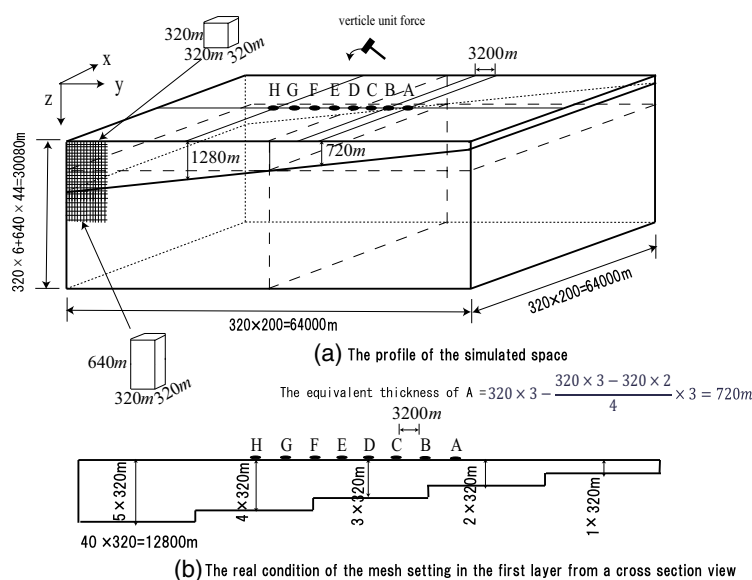 verticle unit force
320m
320m
320m
3200m
x
y
z
H G F E D C B A
1280m
720m
320 × 6+640 × 44=30080m
320×200=64000m
320×200=64000m
640m
320m
320m
(a) The profile of the simulated space
The equivalent thickness of A =320 × 3 − (320 × 3 − 320 × 2)/4 × 3 = 720m
3200m
H G F E D C B A
5×320m
4×320m
3×320m
2×320m
1×320m
40 ×320=12800m
(b) The real condition of the mesh setting in the first layer from a cross section view